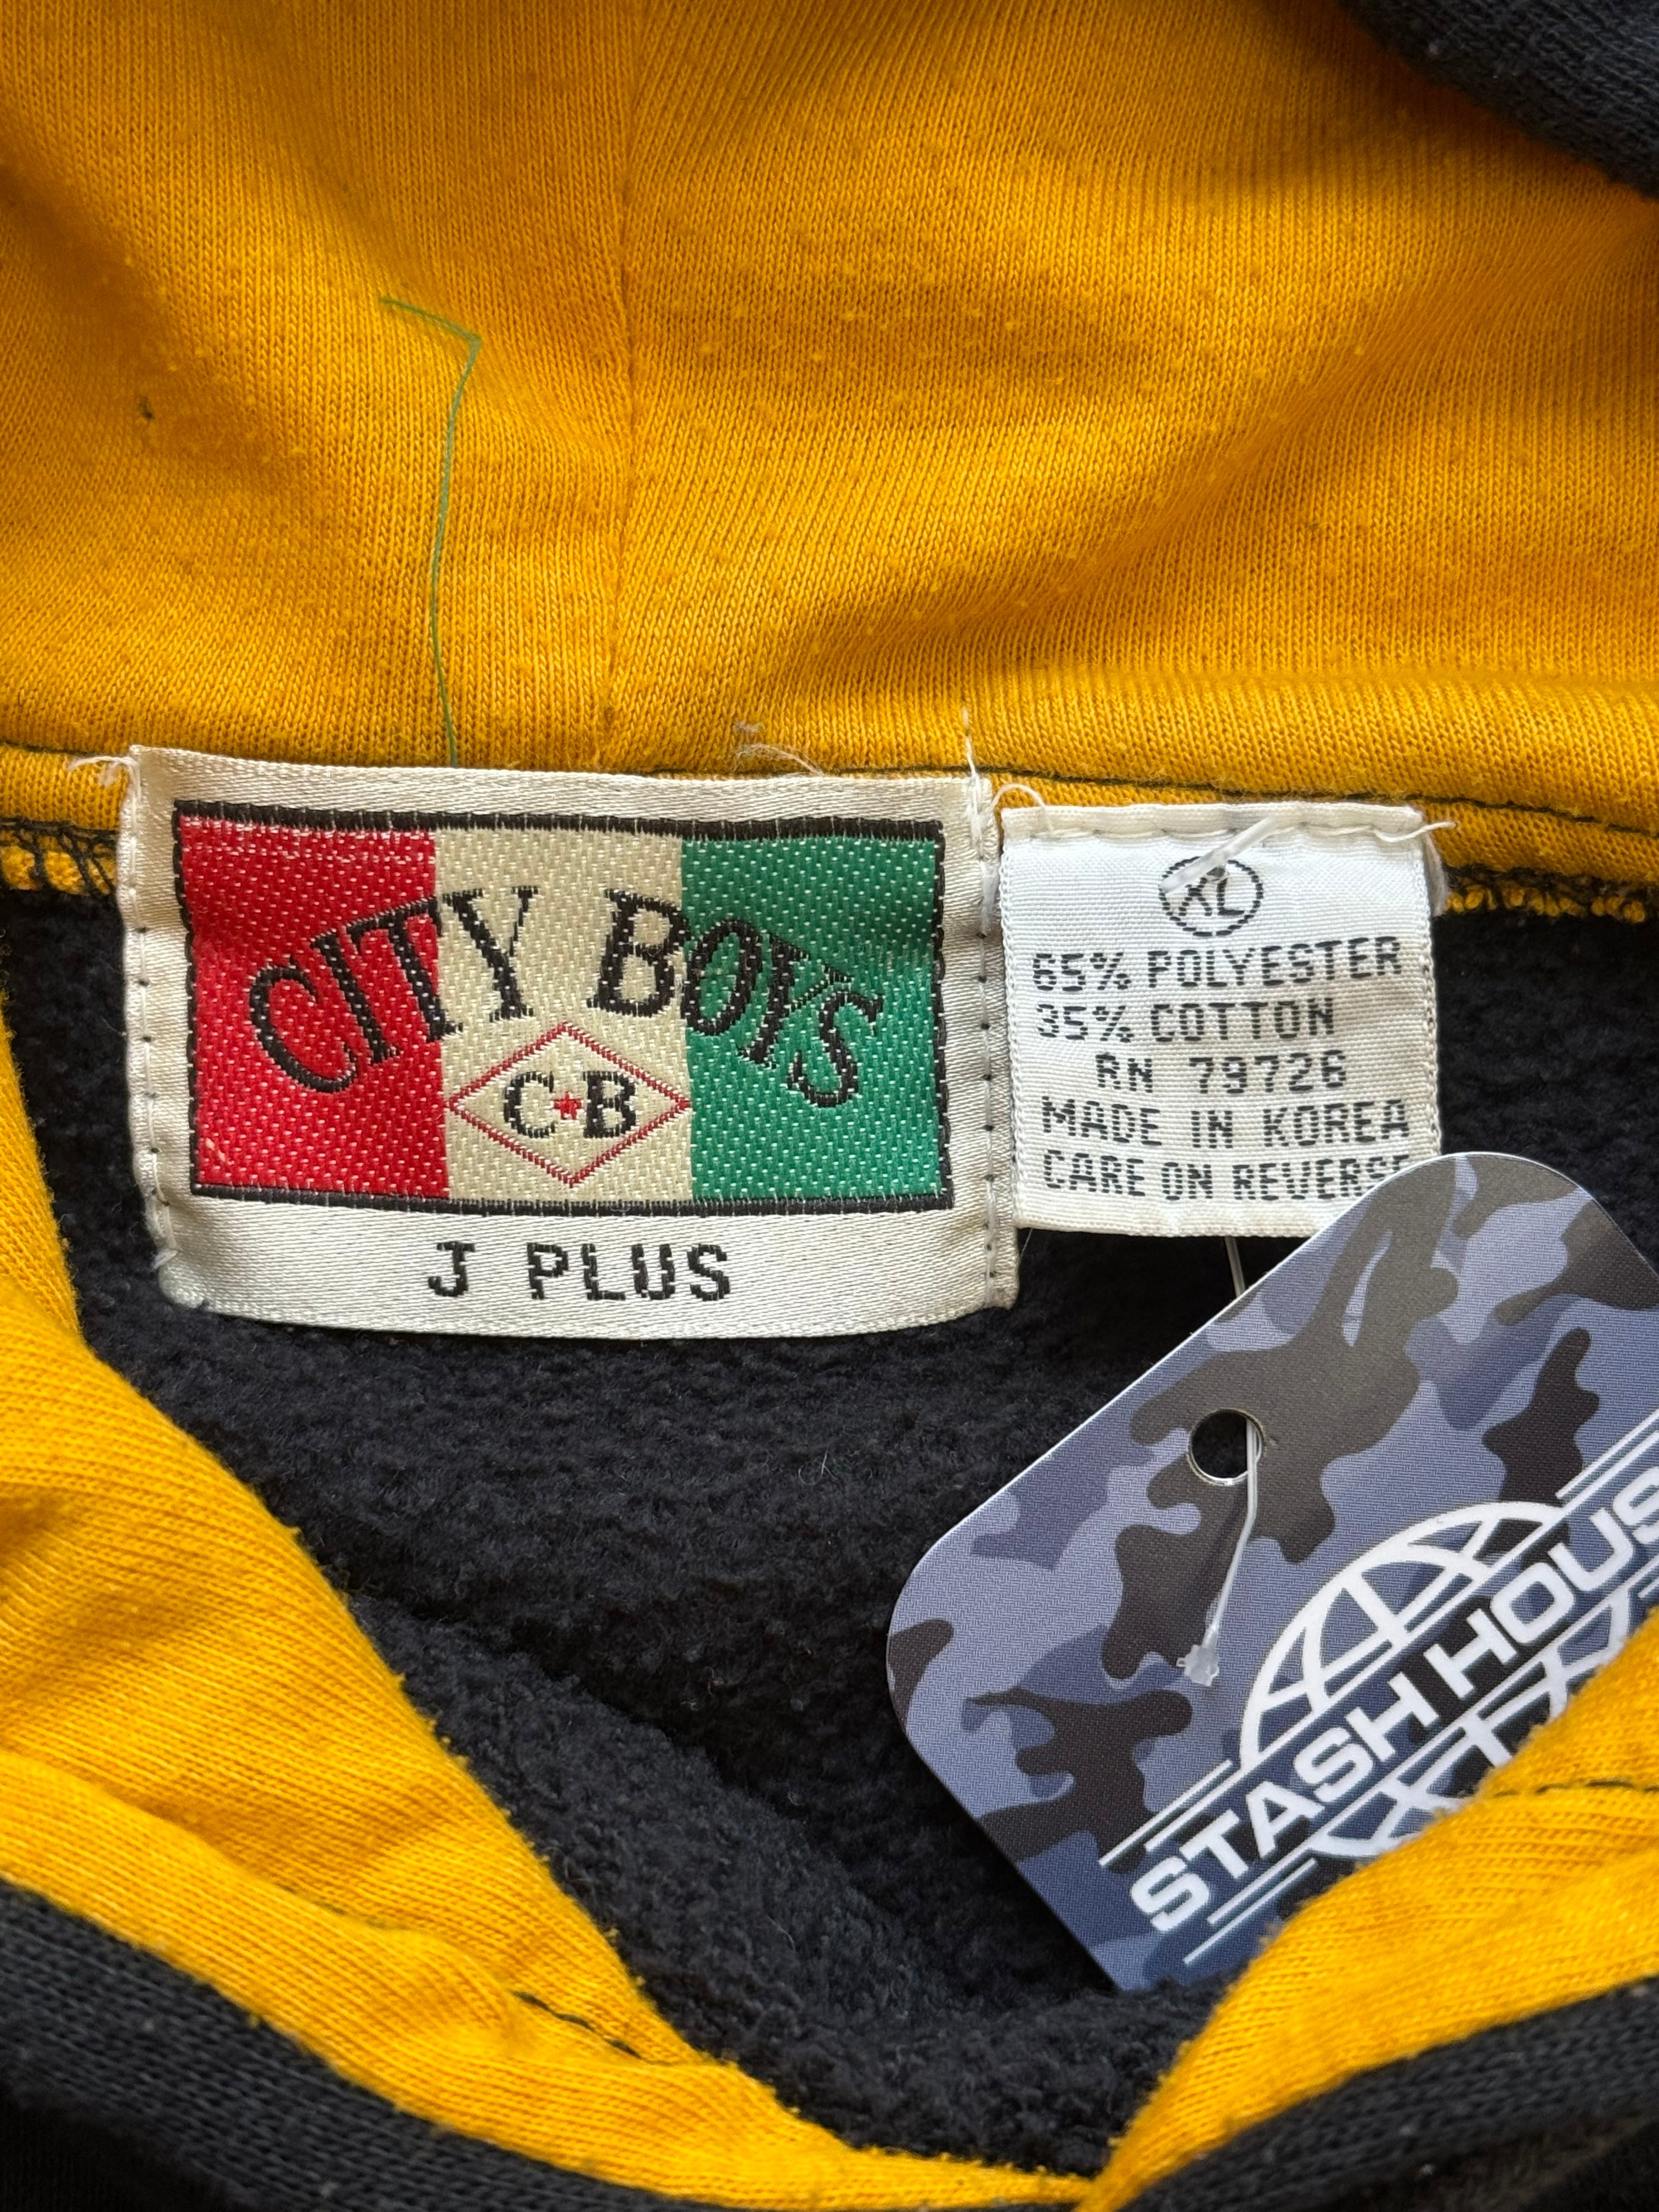 CITY BOYS
C★B
J PLUS
XL
65% POLYESTER
35% COTTON
RN 79726
MADE IN KOREA
CARE ON REVERSE
STASH HOUS